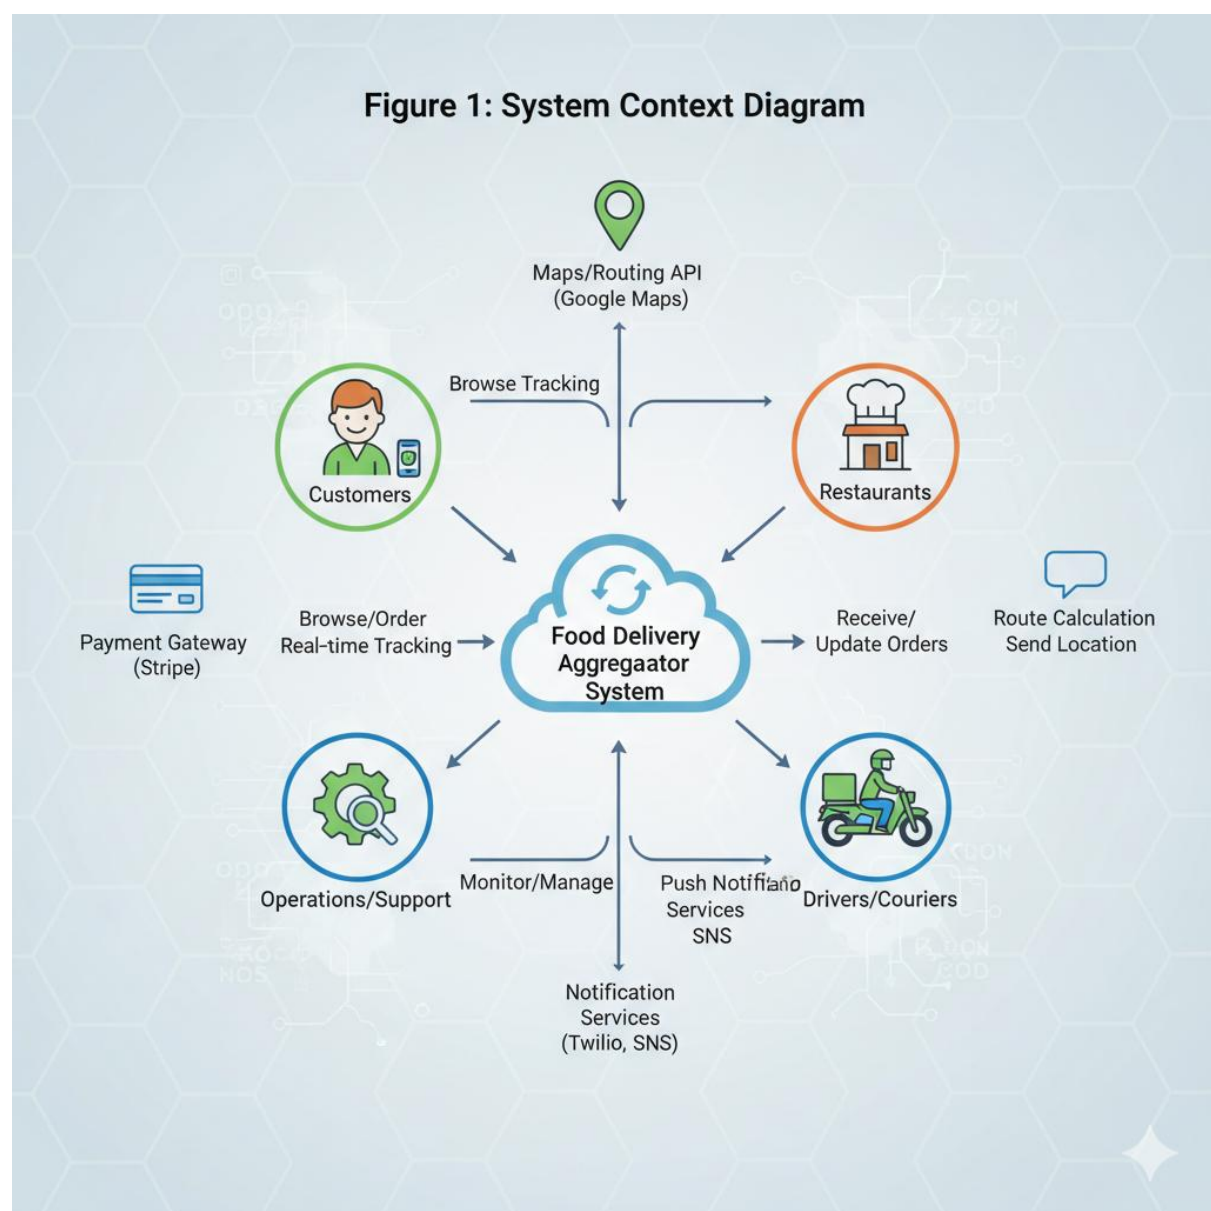 Figure 1: System Context Diagram
Maps/Routing API
(Google Maps)
Browse Tracking
Customers
Restaurants
Payment Gateway
(Stripe)
Browse/Order
Real-time Tracking
Food Delivery
Aggregaator
System
Receive/
Update Orders
Route Calculation
Send Location
Operations/Support
Monitor/Manage
Push
Services
SNS
Drivers/Couriers
Notification
Services
(Twilio, SNS)